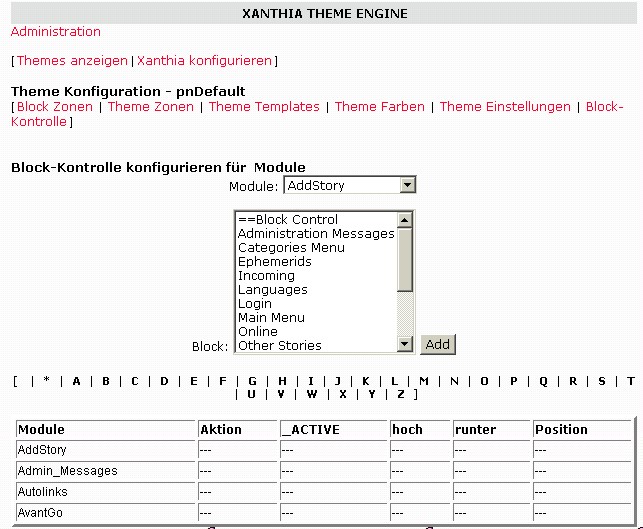 XANTHIA THEME ENGINE
Administration
[ Themes anzeigen | Xanthia konfigurieren ]
Theme Konfiguration - pnDefault
[ Block Zonen | Theme Zonen | Theme Templates | Theme Farben | Theme Einstellungen | Block-
Kontrolle ]
Block-Kontrolle konfigurieren für Module
Module: AddStory
==Block Control
Administration Messages
Categories Menu
Ephemerids
Incoming
Languages
Login
Main Menu
Online
Other Stories
Block: Add
[ | * | A | B | C | D | E | F | G | H | I | J | K | L | M | N | O | P | Q | R | S | T
| U | V | W | X | Y | Z ]
Module Aktion _ACTIVE hoch runter Position
AddStory --- --- --- --- ---
Admin_Messages --- --- --- --- ---
Autolinks --- --- --- --- ---
AvantGo --- --- --- --- ---